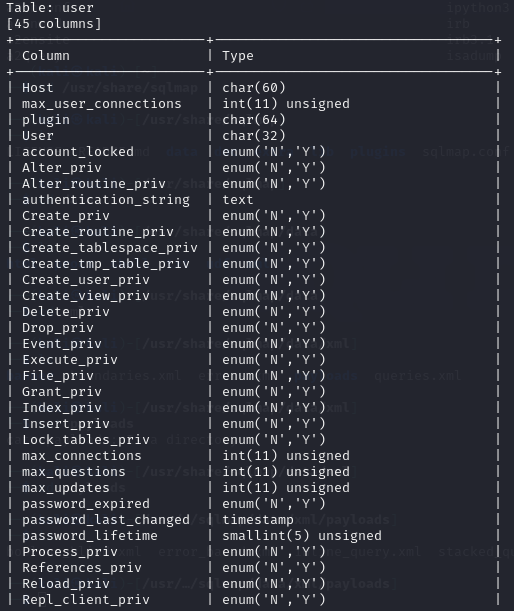 Table: user
[45 columns]
| Column | Type |
| Host | char(60) |
| max_user_connections | int(11) unsigned |
| plugin | char(64) |
| User | char(32) |
| account_locked | enum('N','Y') |
| Alter_priv | enum('N','Y') |
| Alter_routine_priv | enum('N','Y') |
| authentication_string | text |
| Create_priv | enum('N','Y') |
| Create_routine_priv | enum('N','Y') |
| Create_tablespace_priv | enum('N','Y') |
| Create_tmp_table_priv | enum('N','Y') |
| Create_user_priv | enum('N','Y') |
| Create_view_priv | enum('N','Y') |
| Delete_priv | enum('N','Y') |
| Drop_priv | enum('N','Y') |
| Event_priv | enum('N','Y') |
| Execute_priv | enum('N','Y') |
| File_priv | enum('N','Y') |
| Grant_priv | enum('N','Y') |
| Index_priv | enum('N','Y') |
| Insert_priv | enum('N','Y') |
| Lock_tables_priv | enum('N','Y') |
| max_connections | int(11) unsigned |
| max_questions | int(11) unsigned |
| max_updates | int(11) unsigned |
| password_expired | enum('N','Y') |
| password_last_changed | timestamp |
| password_lifetime | smallint(5) unsigned |
| Process_priv | enum('N','Y') |
| References_priv | enum('N','Y') |
| Reload_priv | enum('N','Y') |
| Repl_client_priv | enum('N','Y') |